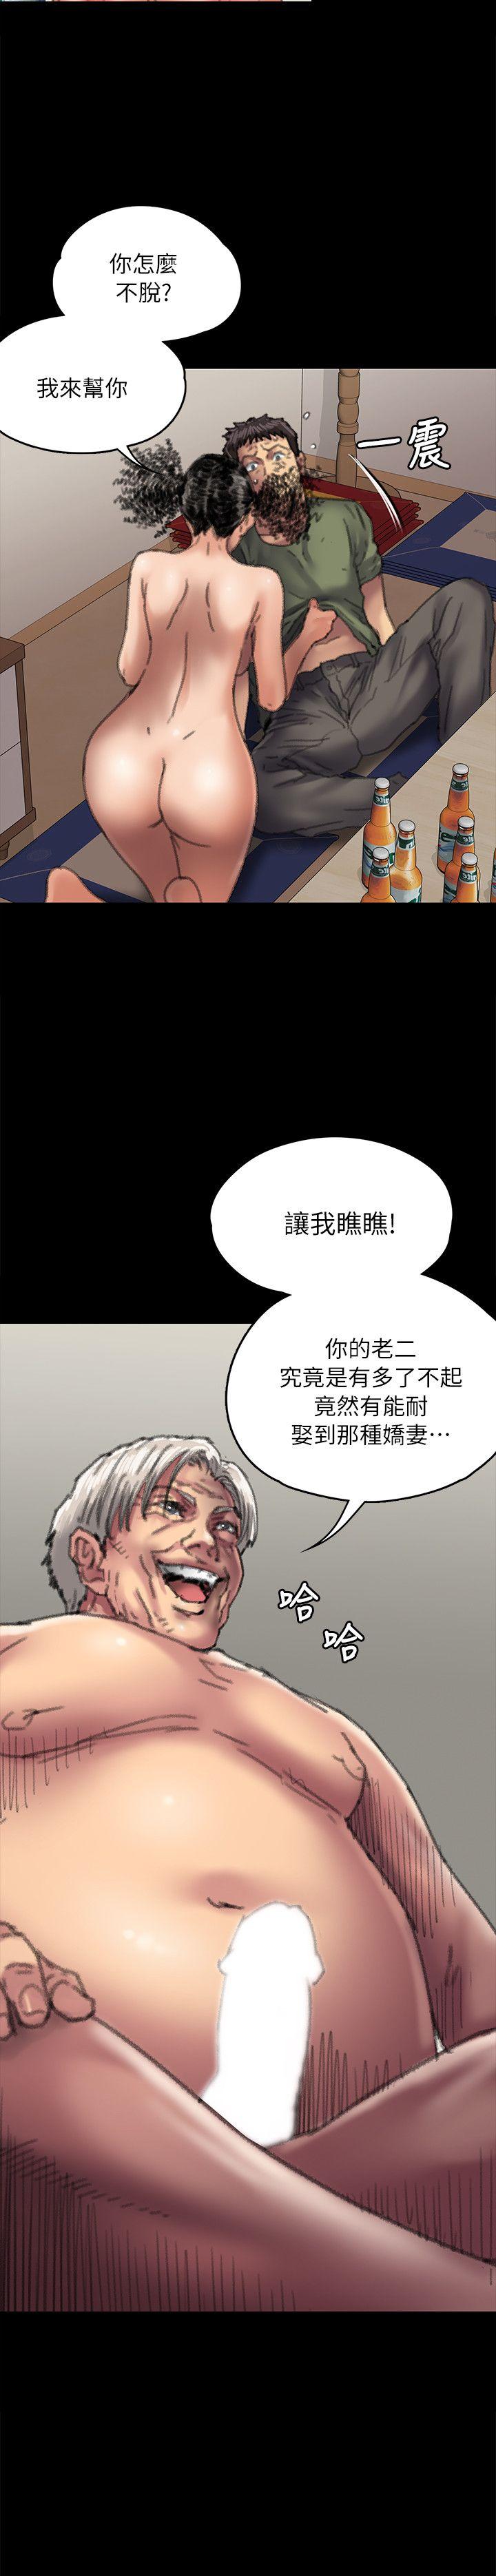 你怎麼
不脫?
我來幫你
一震
讓我瞧瞧!
你的老二
究竟是有多了不起
竟然有能耐
娶到那種嬌妻⋯
哈
哈